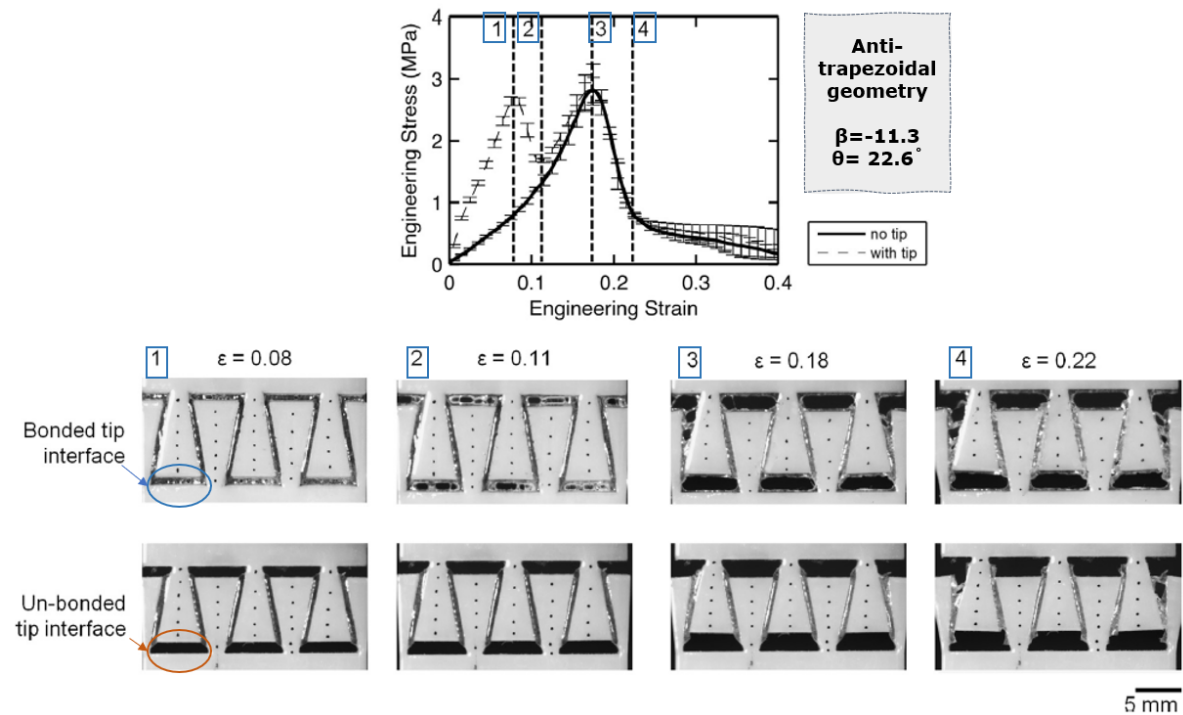 4
3
2
1
0
Engineering Stress (MPa)
1
2
3
4
0
0.1
0.2
0.3
0.4
Engineering Strain
Anti-
trapezoidal
geometry
β=-11.3
θ= 22.6°
no tip
with tip
1
ε = 0.08
2
ε = 0.11
3
ε = 0.18
4
ε = 0.22
Bonded tip
interface
Un-bonded
tip interface
5 mm